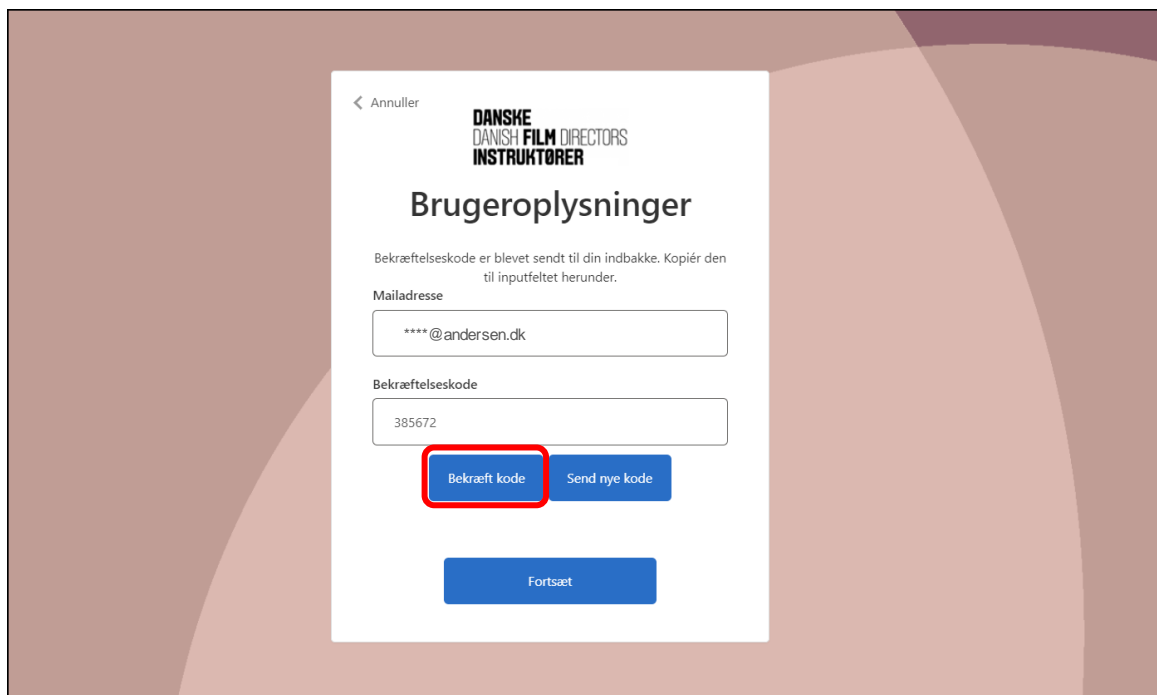 Annuller
DANSKE
DANISH FILM DIRECTORS
INSTRUKTØRER
Brugeroplysninger
Bekræftelseskode er blevet sendt til din indbakke. Kopiér den
til inputfeltet herunder.
Mailadresse
****@andersen.dk
Bekræftelseskode
385672
Bekræft kode Send nye kode
Fortsæt